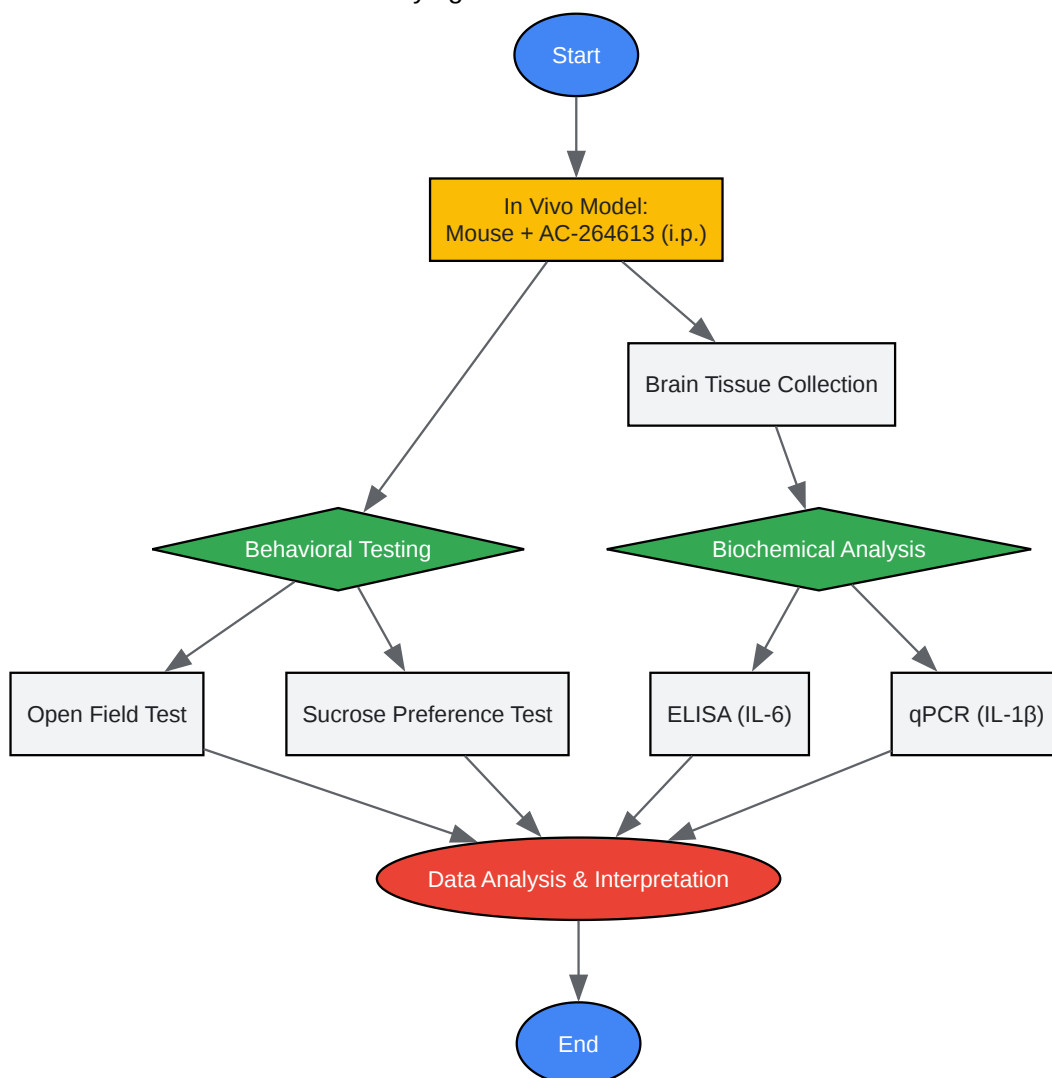 Start
In Vivo Model:
Mouse + AC-264613 (i.p.)
Brain Tissue Collection
Behavioral Testing
Biochemical Analysis
Open Field Test
Sucrose Preference Test
ELISA (IL-6)
qPCR (IL-1β)
Data Analysis & Interpretation
End